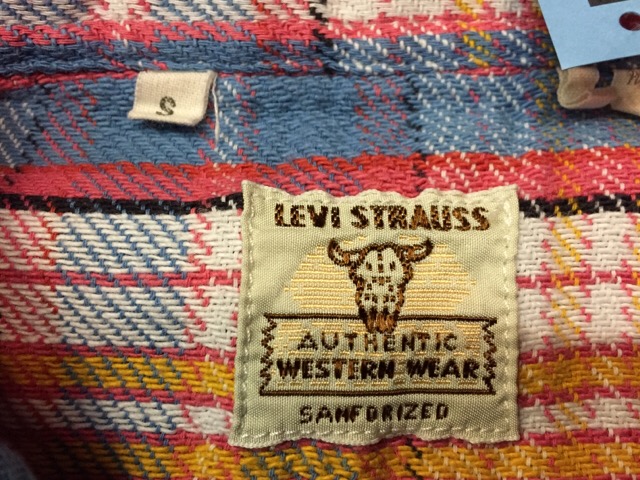 S
LEVI STRAUSS
AUTHENTIC
WESTERN WEAR
SANFORIZED